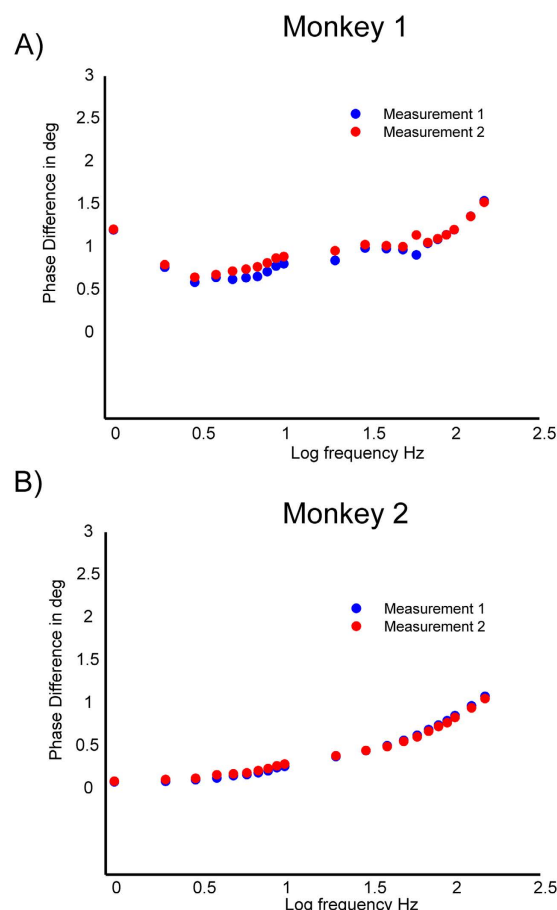 Monkey 1
A)
3
2.5
2
1.5
1
0.5
0
Phase Difference in deg
Measurement 1
Measurement 2
0 0.5 1 1.5 2 2.5
Log frequency Hz
B)
Monkey 2
3
2.5
2
1.5
1
0.5
0
Phase Difference in deg
Measurement 1
Measurement 2
0 0.5 1 1.5 2 2.5
Log frequency Hz